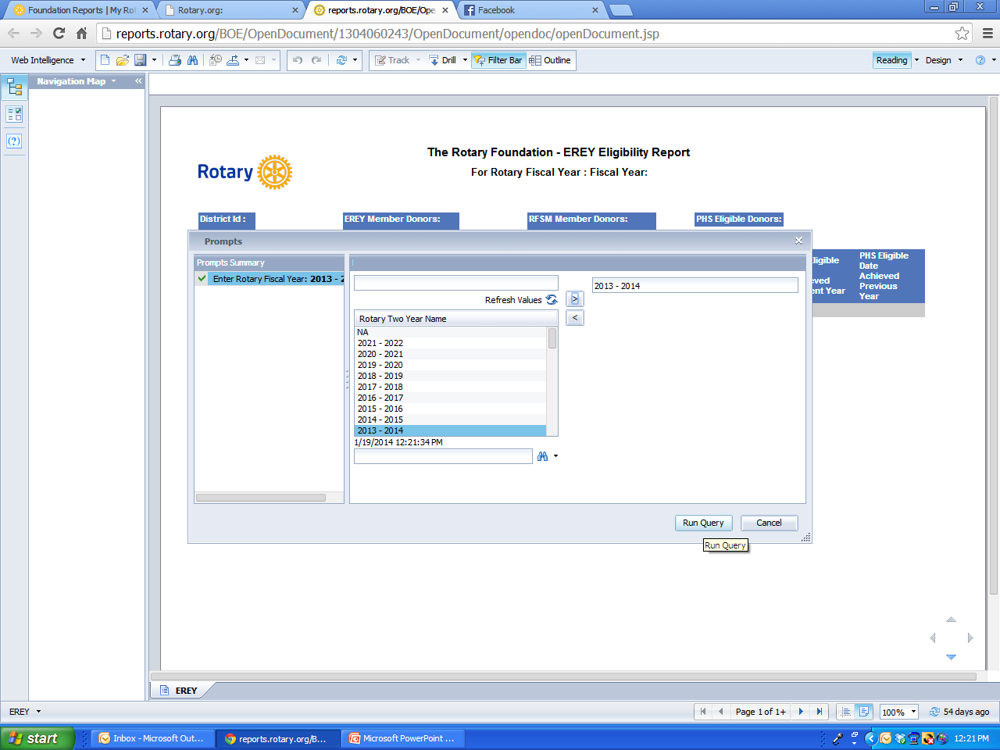 Foundation Reports | My Rot
Rotary.org:
reports.rotary.org/BOE/Ope
Facebook
reports.rotary.org/BOE/OpenDocument/1304060243/OpenDocument/opendoc/openDocument.jsp
Web Intelligence
Track
Drill
Filter Bar
Outline
Reading
Design
Navigation Map
The Rotary Foundation - EREY Eligibility Report
For Rotary Fiscal Year : Fiscal Year:
Rotary
District Id :
EREY Member Donors:
RFSM Member Donors:
PHS Eligible Donors:
Prompts
Prompts Summary
Enter Rotary Fiscal Year: 2013 - 2
2013 - 2014
Refresh Values
>
<
Rotary Two Year Name
NA
2021 - 2022
2020 - 2021
2019 - 2020
2018 - 2019
2017 - 2018
2016 - 2017
2015 - 2016
2014 - 2015
2013 - 2014
1/19/2014 12:21:34 PM
Run Query
Cancel
Run Query
ligible
ved
nt Year
PHS Eligible
Date
Achieved
Previous
Year
EREY
EREY
Page 1 of 1+
100%
54 days ago
start
Inbox - Microsoft Out...
reports.rotary.org/B...
Microsoft PowerPoint ...
12:21 PM